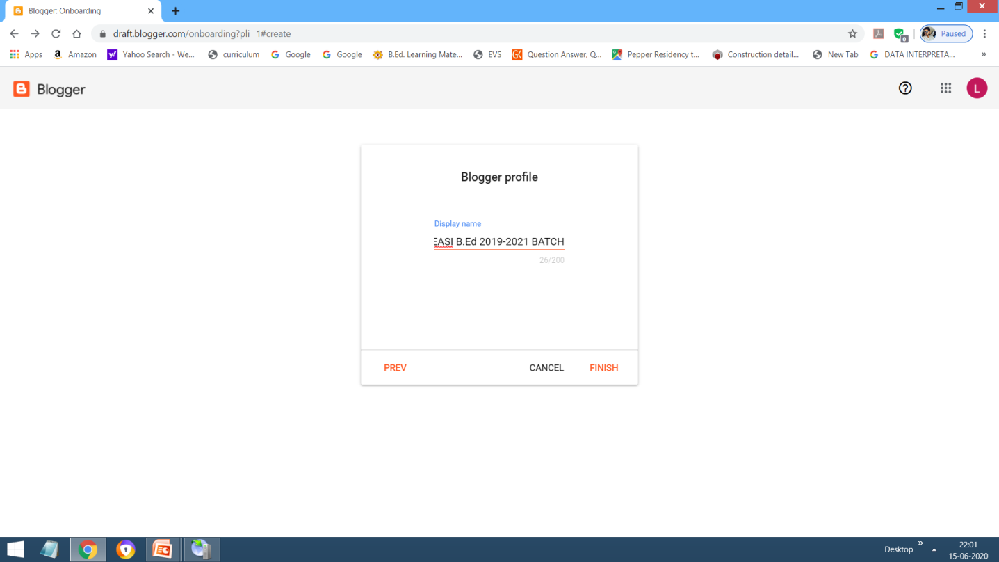 Blogger: Onboarding
draft.blogger.com/onboarding?pli=1#create
0
Paused
Apps
Amazon
Yahoo Search - We...
curriculum
Google
Google
B.Ed. Learning Mate...
EVS
Question Answer, Q...
Pepper Residency t...
Construction detail...
New Tab
DATA INTERPRETA...
»
Blogger
L
Blogger profile
Display name
EASI B.Ed 2019-2021 BATCH
26/200
PREV
CANCEL
FINISH
Desktop
»
22:01
15-06-2020